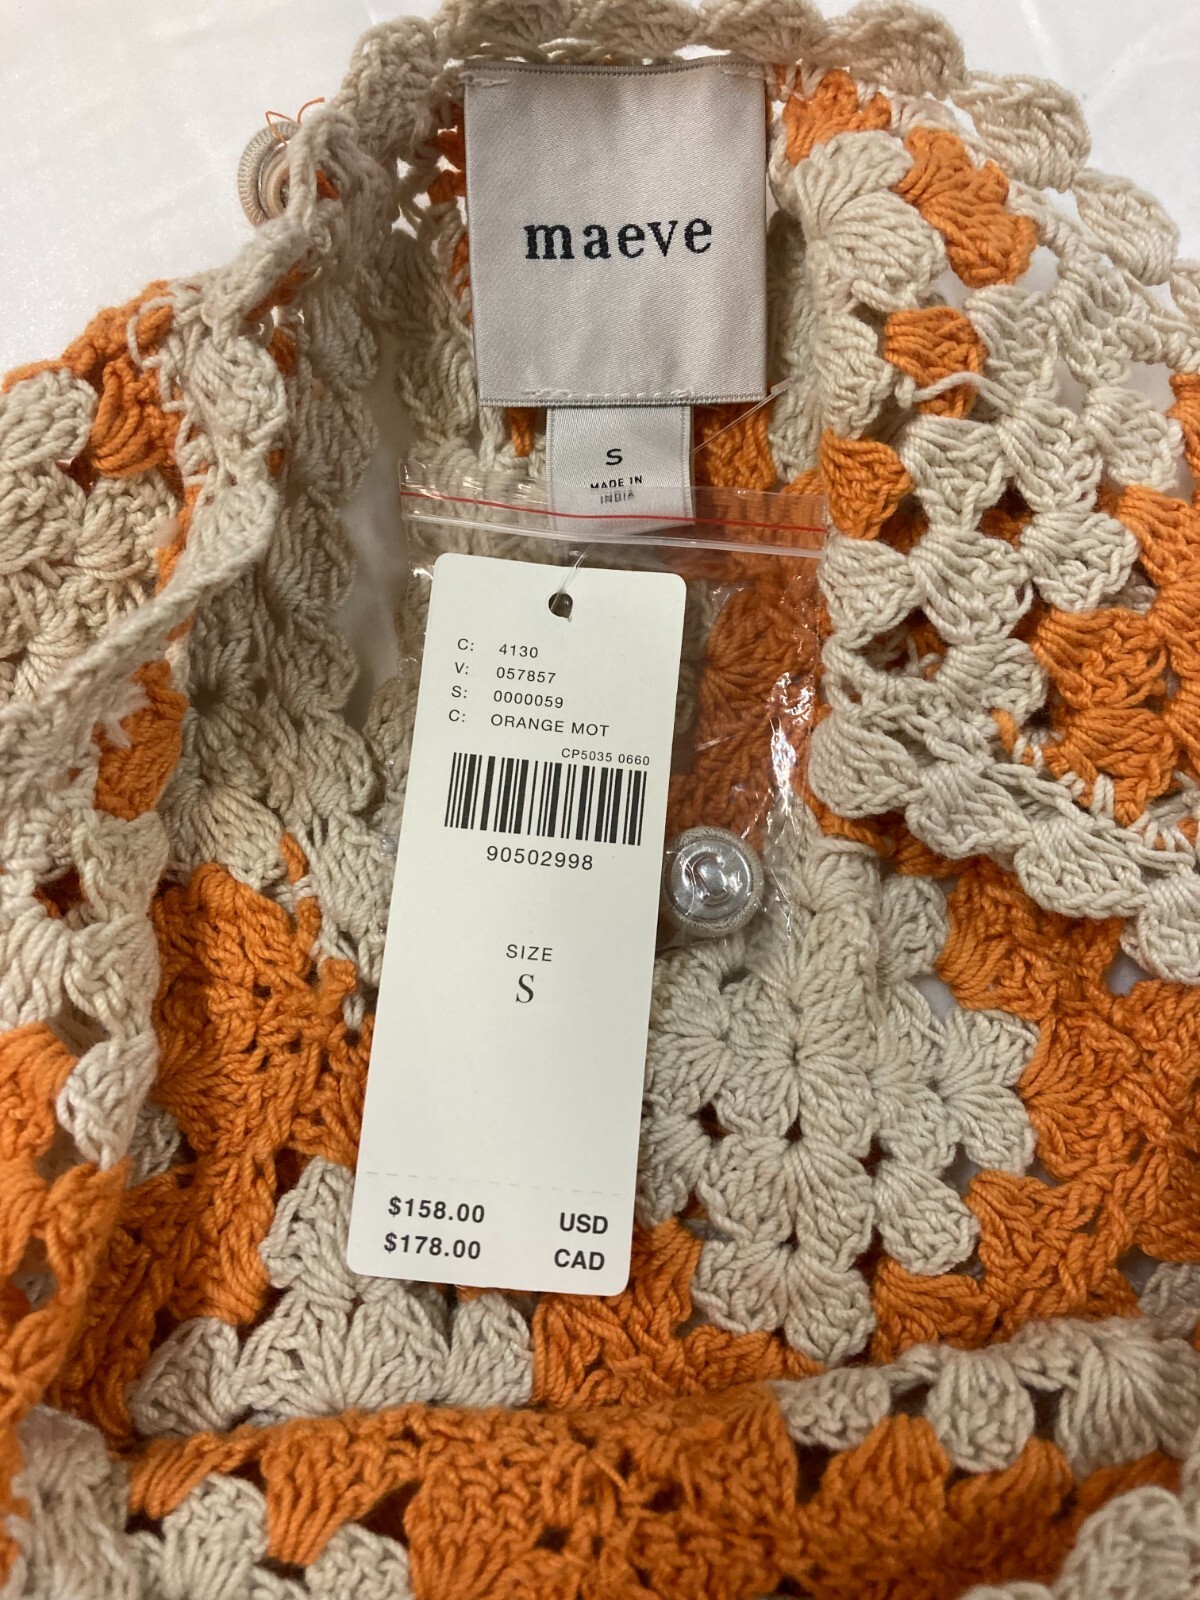 maeve
S
MADE IN
INDIA
C: 4130
V: 057857
S: 0000059
C: ORANGE MOT
CP5035 0660
90502998
SIZE
S
$158.00 USD
$178.00 CAD